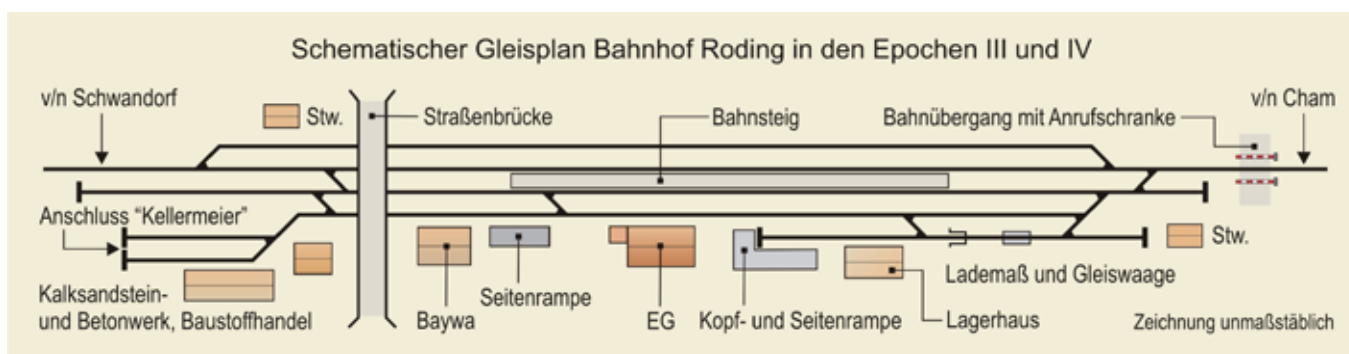 Schematischer Gleisplan Bahnhof Roding in den Epochen III und IV
v/n Schwandorf
Stw.
Straßenbrücke
Bahnsteig
Bahnübergang mit Anrufschranke
v/n Cham
Anschluss "Kellermeier"
Stw.
Kalksandstein-
und Betonwerk, Baustoffhandel
Baywa
Seitenrampe
EG
Kopf- und Seitenrampe
Lagerhaus
Lademaß und Gleiswaage
Zeichnung unmaßstäblich